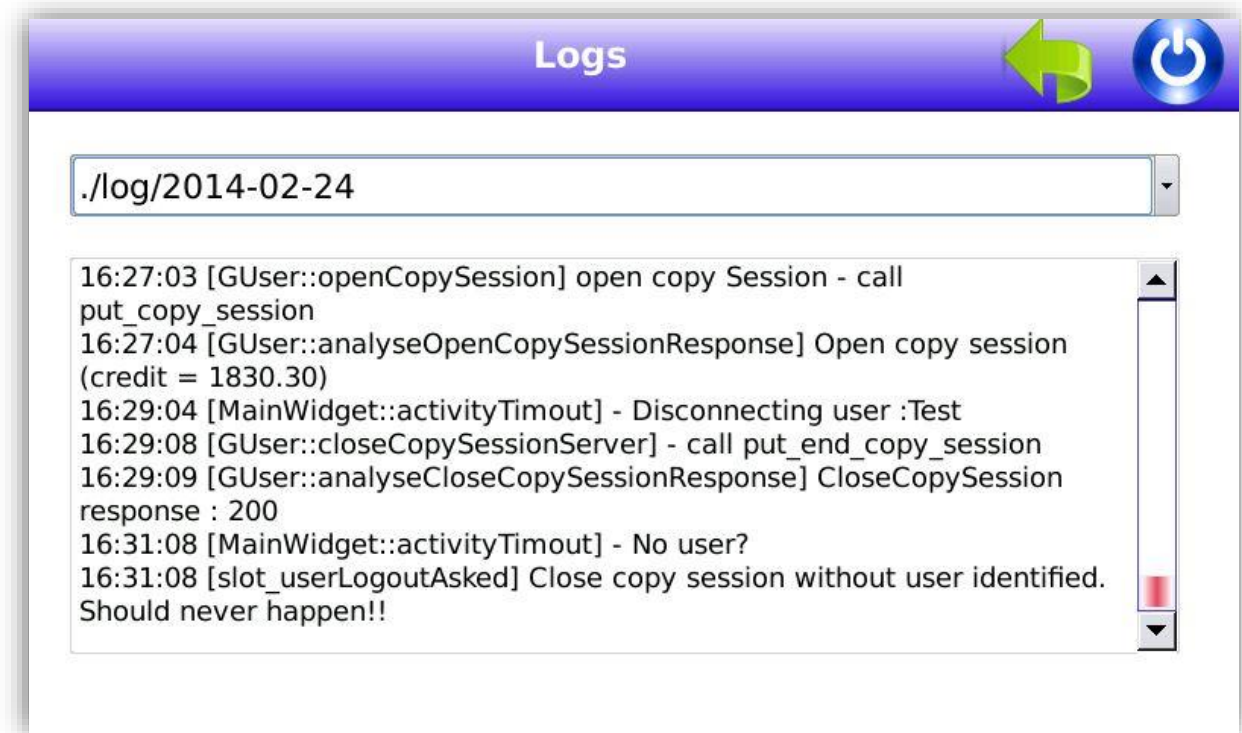 Logs
./log/2014-02-24
16:27:03 [GUser::openCopySession] open copy Session - call
put_copy_session
16:27:04 [GUser::analyseOpenCopySessionResponse] Open copy session
(credit = 1830.30)
16:29:04 [MainWidget::activityTimout] - Disconnecting user :Test
16:29:08 [GUser::closeCopySessionServer] - call put_end_copy_session
16:29:09 [GUser::analyseCloseCopySessionResponse] CloseCopySession
response : 200
16:31:08 [MainWidget::activityTimout] - No user?
16:31:08 [slot_userLogoutAsked] Close copy session without user identified.
Should never happen!!